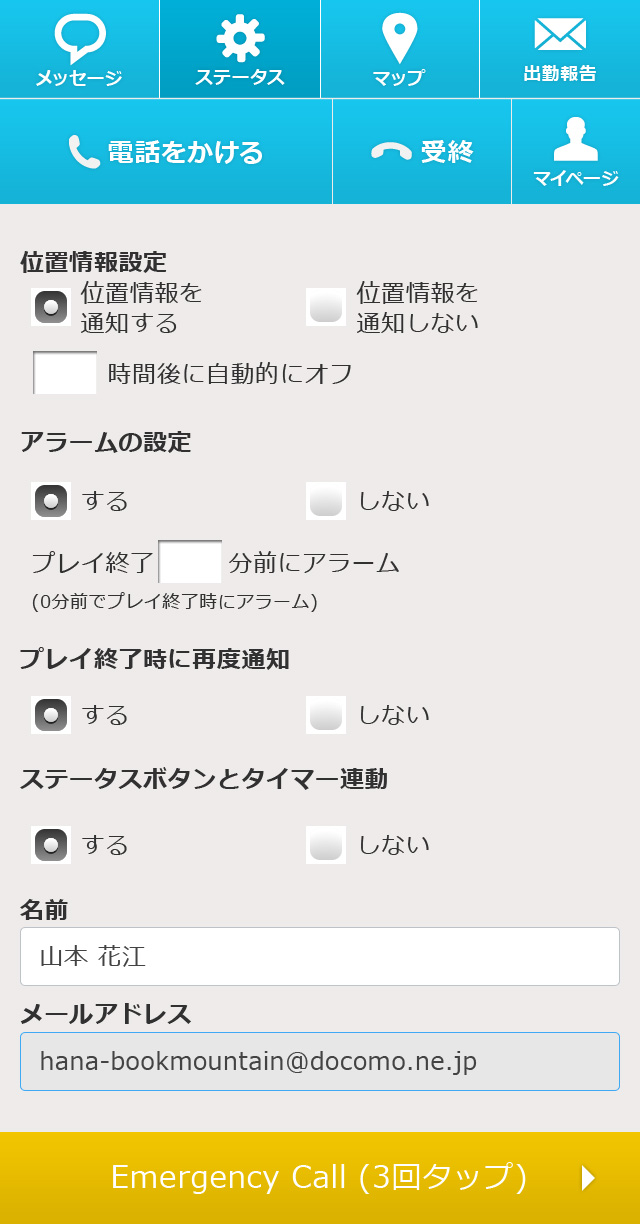 メッセージ
ステータス
マップ
出勤報告
電話をかける
受終
マイページ
位置情報設定
位置情報を
通知する
位置情報を
通知しない
時間後に自動的にオフ
アラームの設定
する
しない
プレイ終了
分前にアラーム
(0分前でプレイ終了時にアラーム)
プレイ終了時に再度通知
する
しない
ステータスボタンとタイマー連動
する
しない
名前
山本 花江
メールアドレス
hana-bookmountain@docomo.ne.jp
Emergency Call (3回タップ)